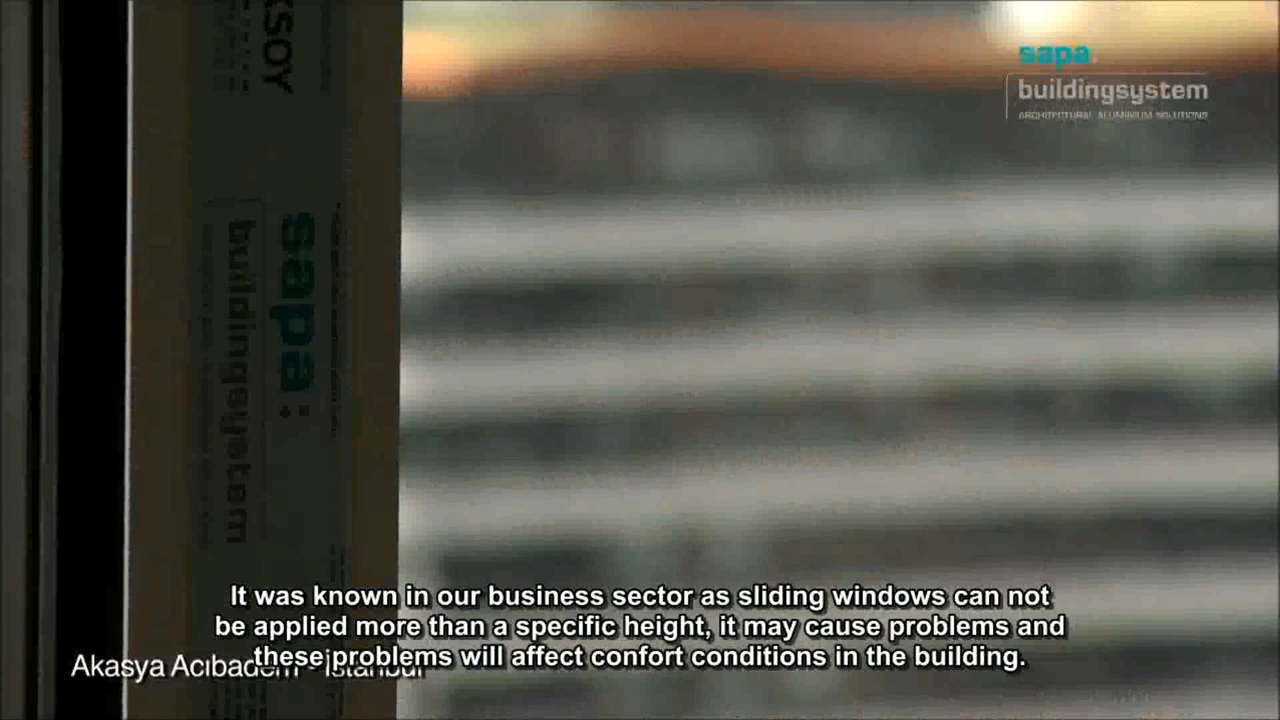 KSOY
sapa:
buildingsystem
sapa:
buildingsystem
ARCHITECTURAL ALUMINIUM SOLUTIONS
It was known in our business sector as sliding windows can not
be applied more than a specific height, it may cause problems and
these problems will affect confort conditions in the building.
Akasya Acıbadem - İstanbul